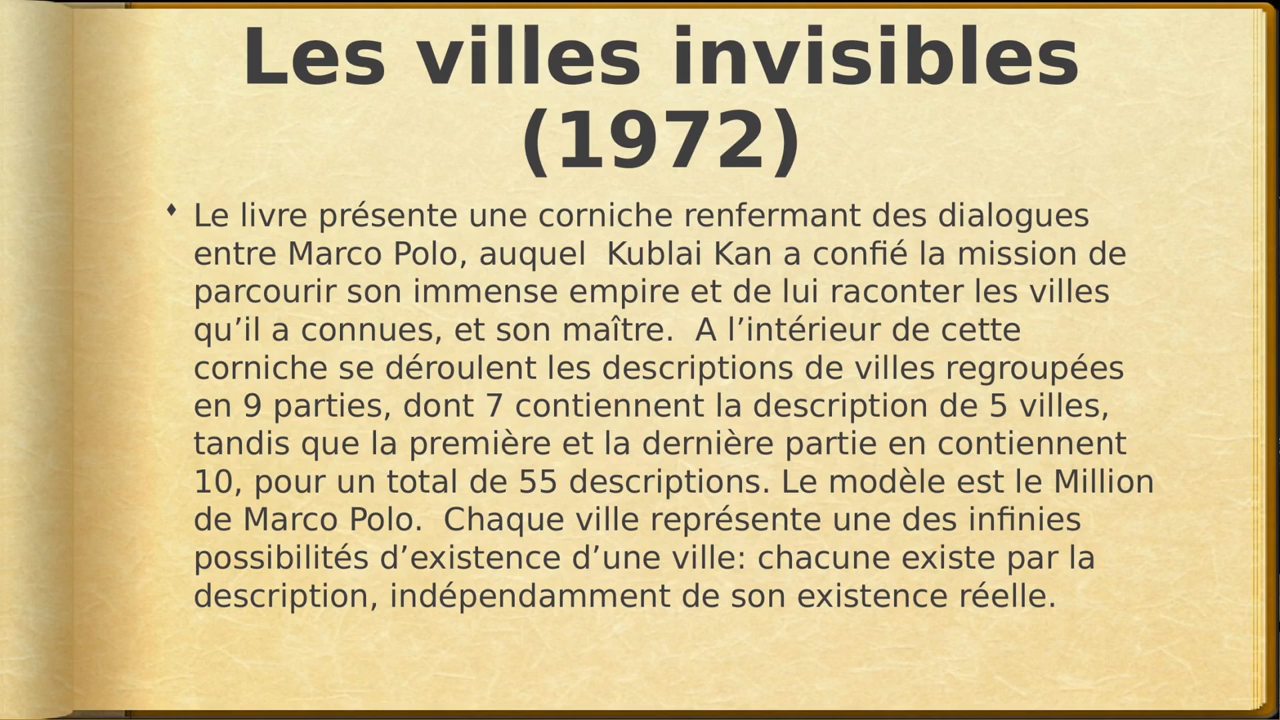 Les villes invisibles
(1972)
Le livre présente une corniche renfermant des dialogues
entre Marco Polo, auquel  Kublai Kan a confié la mission de
parcourir son immense empire et de lui raconter les villes
qu’il a connues, et son maître.  A l’intérieur de cette
corniche se déroulent les descriptions de villes regroupées
en 9 parties, dont 7 contiennent la description de 5 villes,
tandis que la première et la dernière partie en contiennent
10, pour un total de 55 descriptions. Le modèle est le Million
de Marco Polo.  Chaque ville représente une des infinies
possibilités d’existence d’une ville: chacune existe par la
description, indépendamment de son existence réelle.